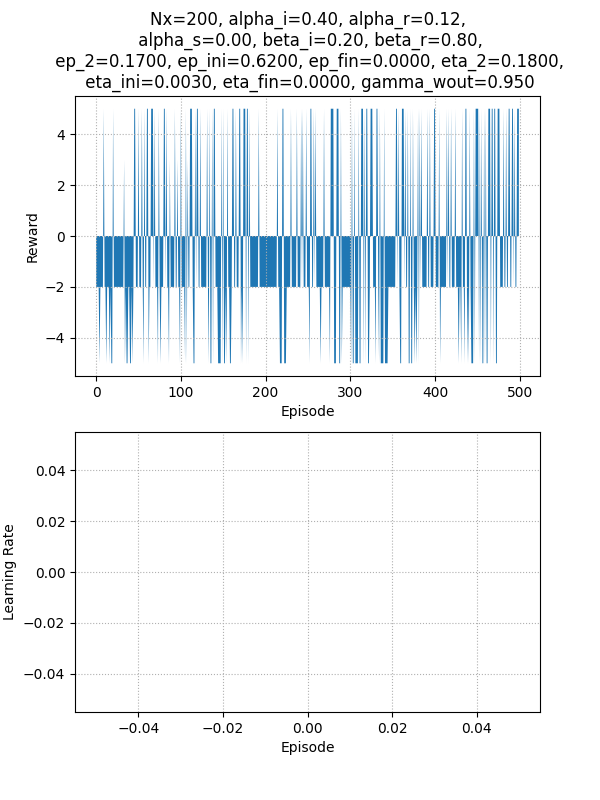 Nx=200, alpha_i=0.40, alpha_r=0.12,
alpha_s=0.00, beta_i=0.20, beta_r=0.80,
ep_2=0.1700, ep_ini=0.6200, ep_fin=0.0000, eta_2=0.1800,
eta_ini=0.0030, eta_fin=0.0000, gamma_wout=0.950
4
2
0
−2
−4
Reward
0 100 200 300 400 500
Episode
0.04
0.02
0.00
−0.02
−0.04
Learning Rate
−0.04 −0.02 0.00 0.02 0.04
Episode